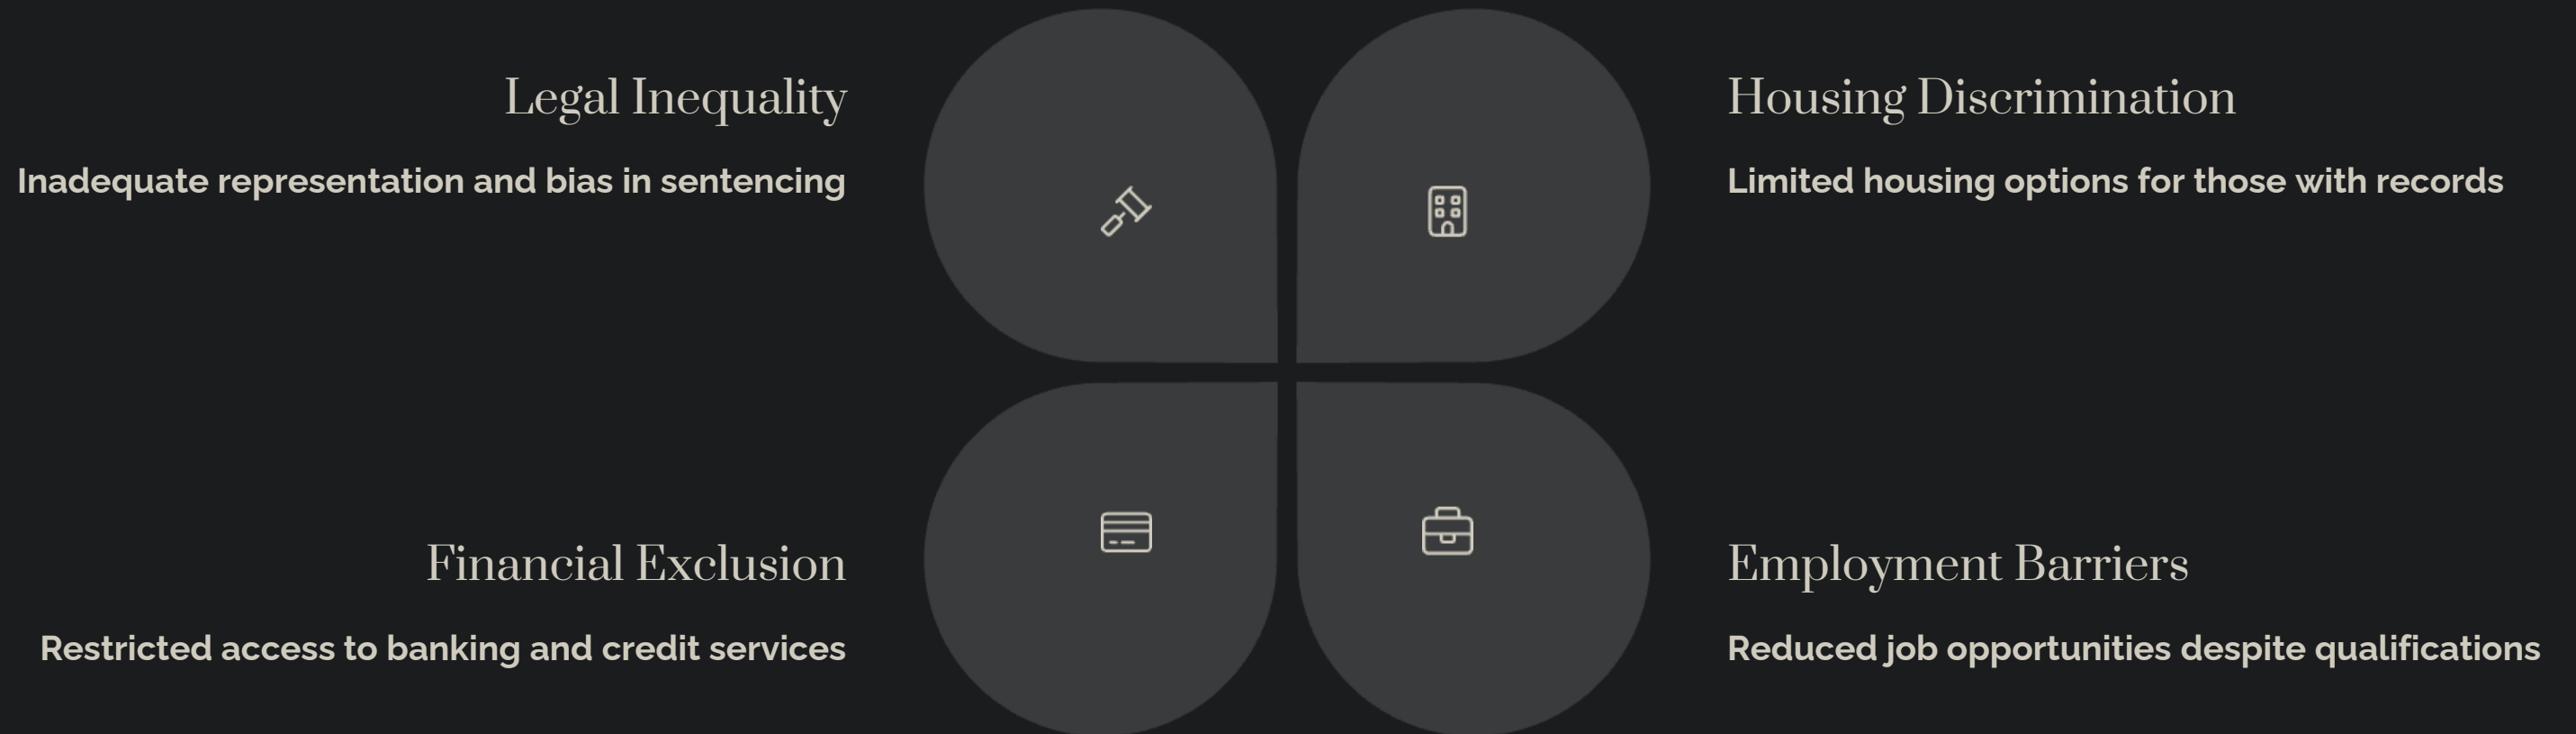 Legal Inequality
Inadequate representation and bias in sentencing
Housing Discrimination
Limited housing options for those with records
Financial Exclusion
Restricted access to banking and credit services
Employment Barriers
Reduced job opportunities despite qualifications